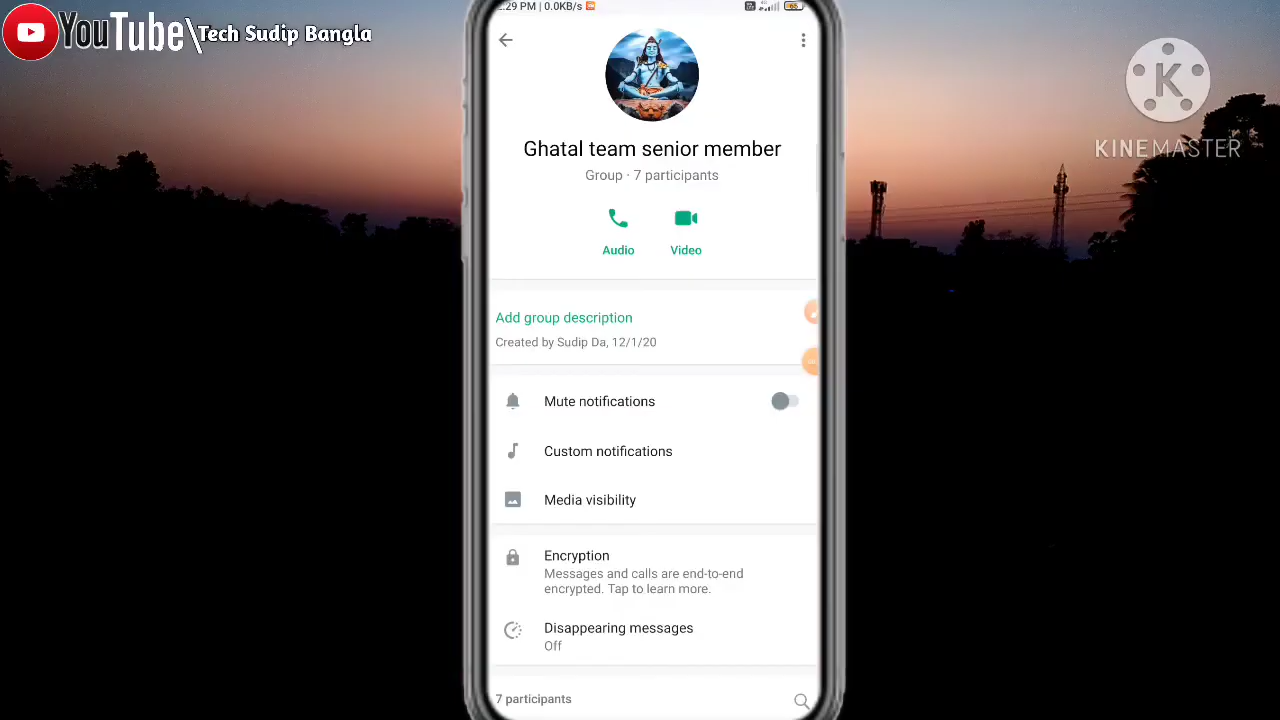 YouTube\Tech Sudip Bangla
KINEMASTER
:29 PM | 0.0KB/s
Ghatal team senior member
Group · 7 participants
Audio
Video
Add group description
Created by Sudip Da, 12/1/20
Mute notifications
Custom notifications
Media visibility
Encryption
Messages and calls are end-to-end
encrypted. Tap to learn more.
Disappearing messages
Off
7 participants